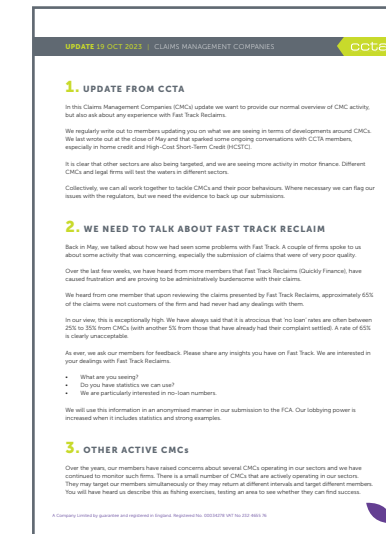 UPDATE 19 OCT 2023 | CLAIMS MANAGEMENT COMPANIES
ccta
1. UPDATE FROM CCTA
In this Claims Management Companies (CMCs) update we want to provide our normal overview of CMC activity,
but also ask about any experience with Fast Track Reclaims.
We regularly write out to members updating you on what we are seeing in terms of developments around CMCs.
We last wrote out at the close of May and that sparked some ongoing conversations with CCTA members,
especially in home credit and High-Cost Short-Term Credit (HCSTC).
It is clear that other sectors are also being targeted, and we are seeing more activity in motor finance. Different
CMCs and legal firms will test the waters in different sectors.
Collectively, we can all work together to tackle CMCs and their poor behaviours. Where necessary we can flag our
issues with the regulators, but we need the evidence to back up our submissions.
2. WE NEED TO TALK ABOUT FAST TRACK RECLAIM
Back in May, we talked about how we had seen some problems with Fast Track. A couple of firms spoke to us
about some activity that was concerning, especially the submission of claims that were of very poor quality.
Over the last few weeks, we have heard from more members that Fast Track Reclaims (Quickly Finance), have
caused frustration and are proving to be administratively burdensome with their claims.
We heard from one member that upon reviewing the claims presented by Fast Track Reclaims, approximately 65%
of the claims were not customers of the firm and had never had any dealings with them.
In our view, this is exceptionally high. We have always said that it is atrocious that 'no loan' rates are often between
25% to 35% from CMCs (with another 5% from those that have already had their complaint settled). A rate of 65%
is clearly unacceptable.
As ever, we ask our members for feedback. Please share any insights you have on Fast Track. We are interested in
your dealings with Fast Track Reclaims.
• What are you seeing?
• Do you have statistics we can use?
• We are particularly interested in no-loan numbers.
We will use this information in an anonymised manner in our submission to the FCA. Our lobbying power is
increased when it includes statistics and strong examples.
3. OTHER ACTIVE CMCs
Over the years, our members have raised concerns about several CMCs operating in our sectors and we have
continued to monitor such firms. There is a small number of CMCs that are actively operating in our sectors.
They may target our members simultaneously or they may return at different intervals and target different members.
You will have heard us describe this as fishing exercises, testing an area to see whether they can find success.
A Company Limited by guarantee and registered in England. Registered No.